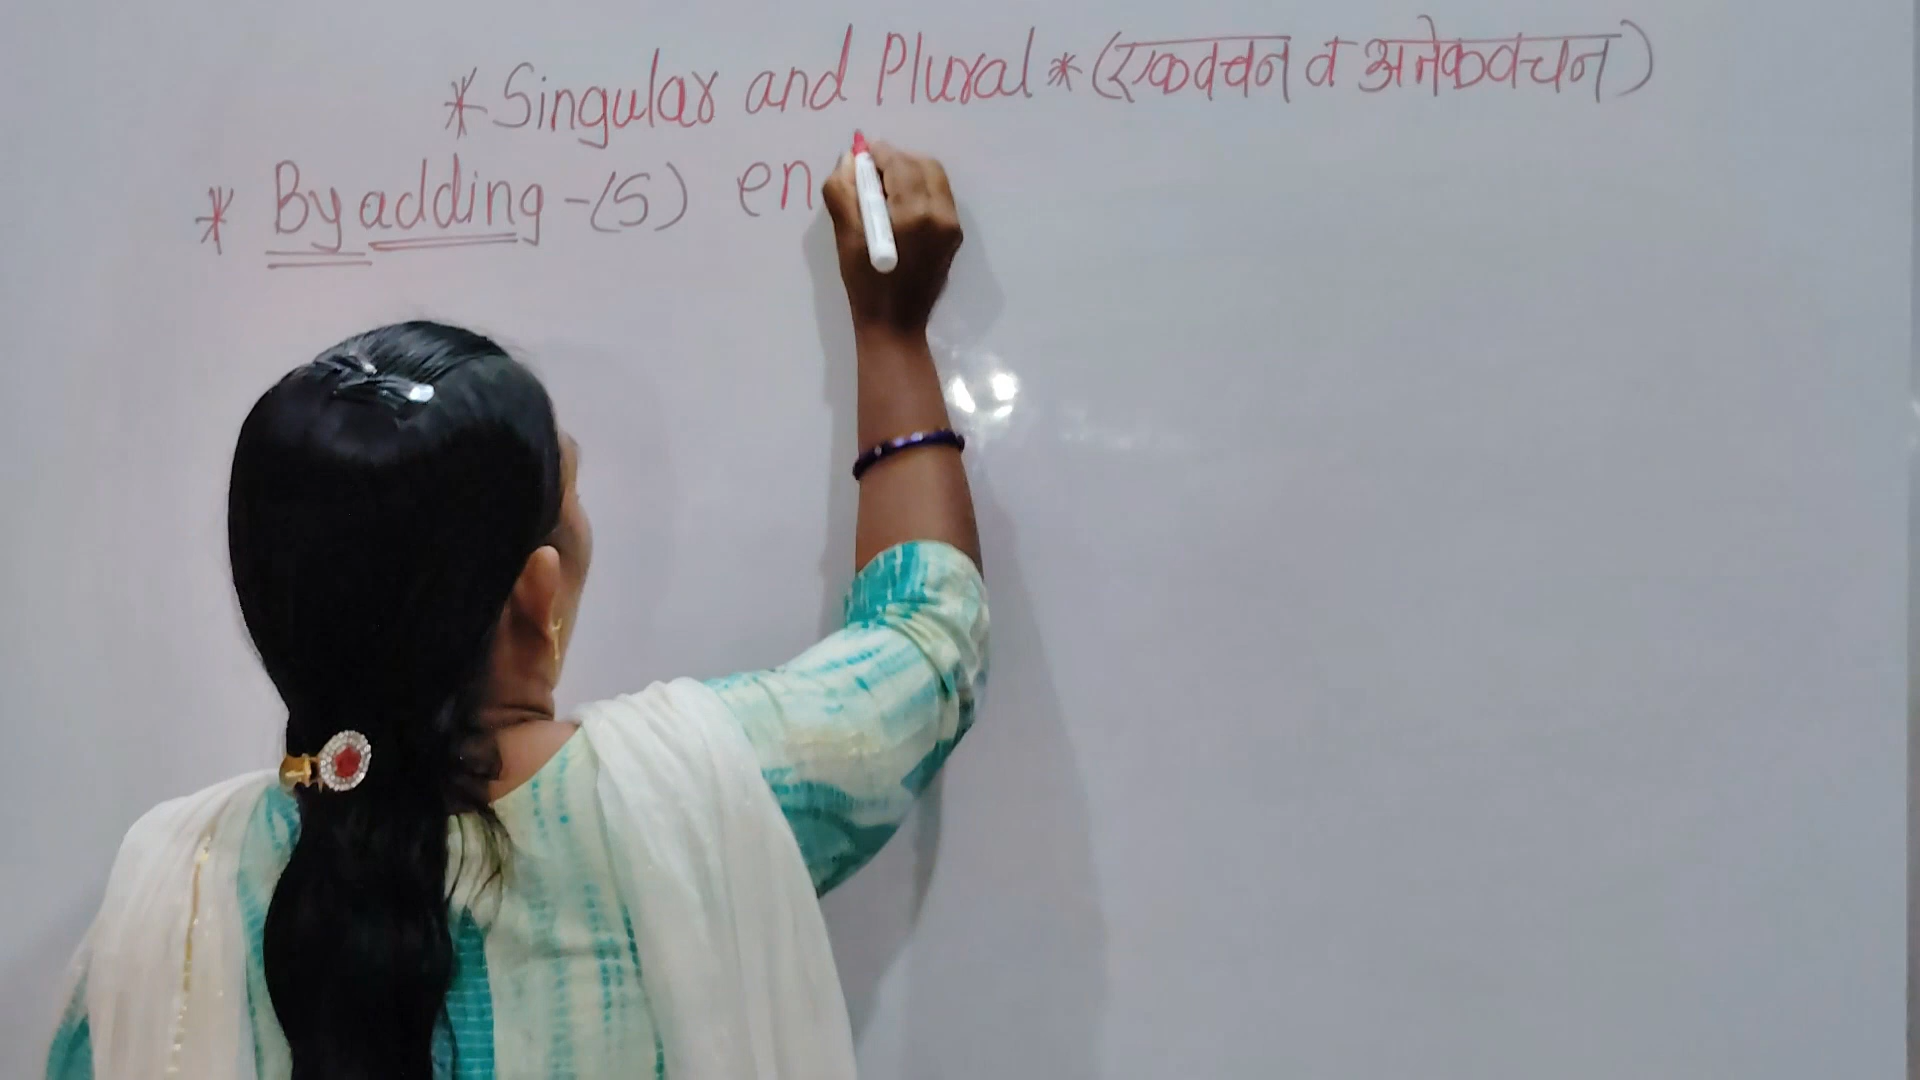 * Singular and Plural * (एकवचन व अनेकवचन)
* By adding -(S) en